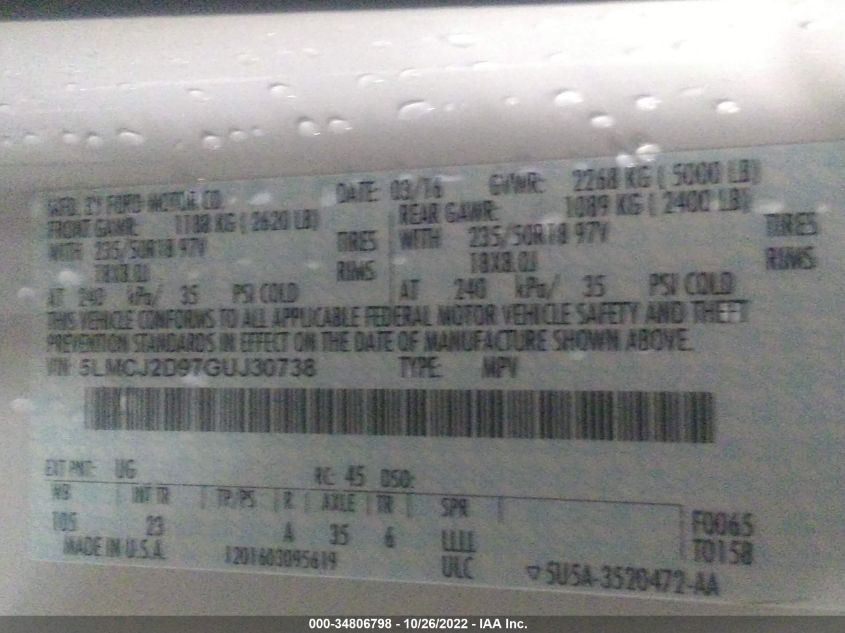 MFD. BY FORD MOTOR CO. DATE: 03/16 GVWR: 2268 KG ( 5000 LB)
FRONT GAWR: 1188 KG ( 2620 LB) REAR GAWR: 1089 KG ( 2400 LB)
WITH 235/50R18 97V TIRES WITH 235/50R18 97V TIRES
18X8.0J RIMS 18X8.0J RIMS
AT 240 kPa/ 35 PSI COLD AT 240 kPa/ 35 PSI COLD
THIS VEHICLE CONFORMS TO ALL APPLICABLE FEDERAL MOTOR VEHICLE SAFETY AND THEFT
PREVENTION STANDARDS IN EFFECT ON THE DATE OF MANUFACTURE SHOWN ABOVE.
VIN: 5LMCJ2D97GUJ30738 TYPE: MPV
EXT PNT: UG RC: 45 DSO:
WB INT TR TP/PS R AXLE TR SPR
105 23 A 35 6 LLLL
F0065
T0158
MADE IN U.S.A. T201603095619 ULC ▽ 5U5A-3520472-AA
000-34806798 - 10/26/2022 - IAA Inc.